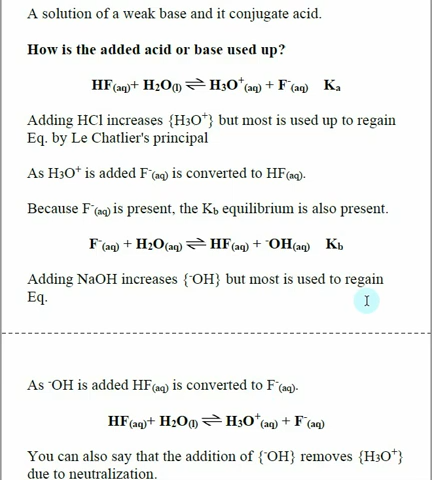 A solution of a weak base and it conjugate acid.
How is the added acid or base used up?
HF(aq)+ H2O(l) ⇌ H3O⁺(aq) + F⁻(aq) Ka
Adding HCl increases {H3O⁺} but most is used up to regain
Eq. by Le Chatlier's principal
As H3O⁺ is added F⁻(aq) is converted to HF(aq).
Because F⁻(aq) is present, the Kb equilibrium is also present.
F⁻(aq) + H2O(aq) ⇌ HF(aq) + ⁻OH(aq) Kb
Adding NaOH increases {⁻OH} but most is used to regain
Eq.
As ⁻OH is added HF(aq) is converted to F⁻(aq).
HF(aq)+ H2O(l) ⇌ H3O⁺(aq) + F⁻(aq)
You can also say that the addition of {⁻OH} removes {H3O⁺}
due to neutralization.